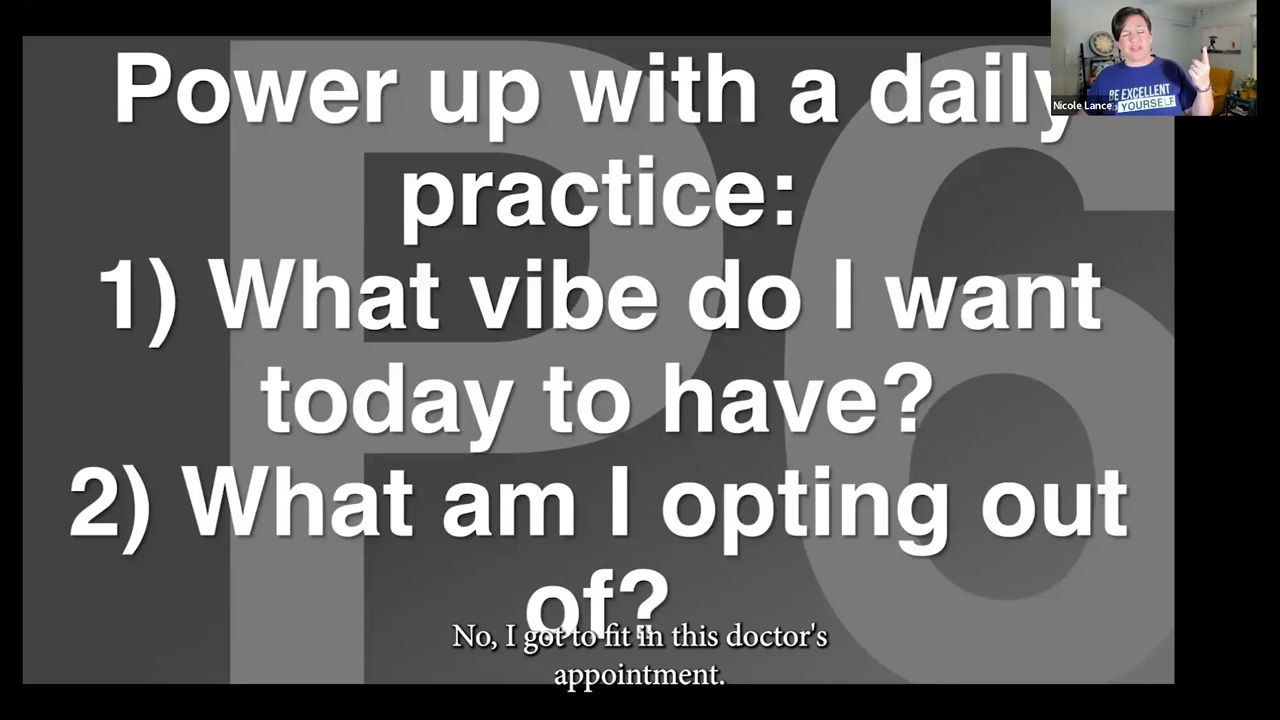 Power up with a daily
practice:
1) What vibe do I want
today to have?
2) What am I opting out
of?
No, I got to fit in this doctor's
appointment.
BE EXCELLENT
YOURSELF
Nicole Lance
P6